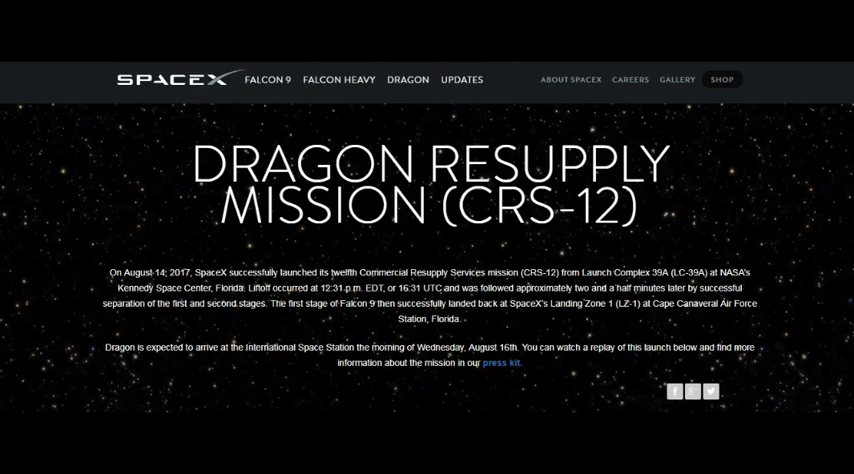 SPACEX FALCON 9 FALCON HEAVY DRAGON UPDATES ABOUT SPACEX CAREERS GALLERY SHOP
DRAGON RESUPPLY
MISSION (CRS-12)
On August 14, 2017, SpaceX successfully launched its twelfth Commercial Resupply Services mission (CRS-12) from Launch Complex 39A (LC-39A) at NASA's
Kennedy Space Center, Florida. Liftoff occurred at 12:31.p.m. EDT, or 16:31 UTC and was followed approximately two and a half minutes later by successful
separation of the first and second stages. The first stage of Falcon 9 then successfully landed back at SpaceX's Landing Zone 1 (LZ-1) at Cape Canaveral Air Force
Station, Florida.
Dragon is expected to arrive at the International Space Station the morning of Wednesday, August 16th. You can watch a replay of this launch below and find more
information about the mission in our press kit.